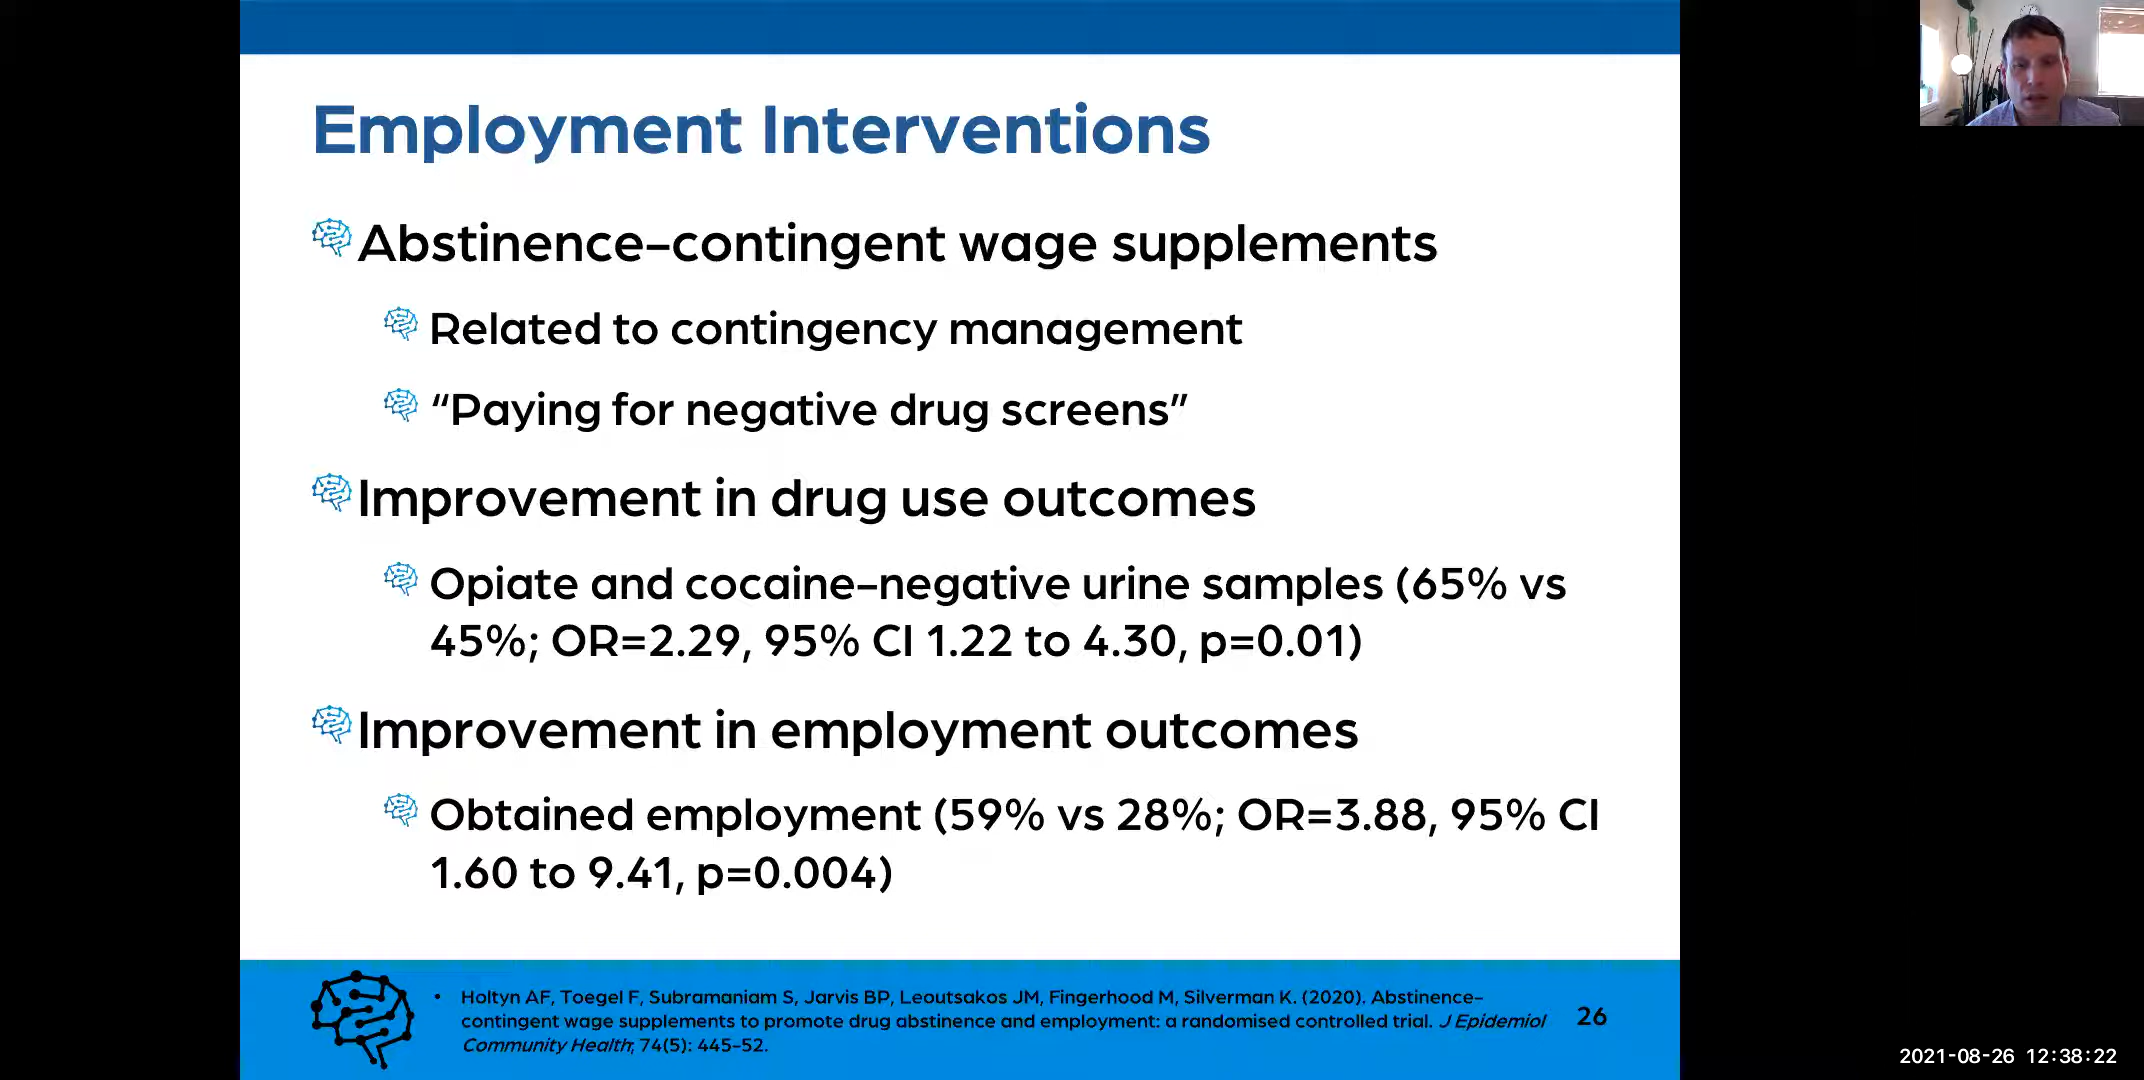 Employment Interventions
Abstinence-contingent wage supplements
Related to contingency management
“Paying for negative drug screens”
Improvement in drug use outcomes
Opiate and cocaine-negative urine samples (65% vs
45%; OR=2.29, 95% CI 1.22 to 4.30, p=0.01)
Improvement in employment outcomes
Obtained employment (59% vs 28%; OR=3.88, 95% CI
1.60 to 9.41, p=0.004)
• Holtyn AF, Toegel F, Subramaniam S, Jarvis BP, Leoutsakos JM, Fingerhood M, Silverman K. (2020). Abstinence-
contingent wage supplements to promote drug abstinence and employment: a randomised controlled trial. J Epidemiol
Community Health, 74(5): 445-52.
26
2021-08-26 12:38:22